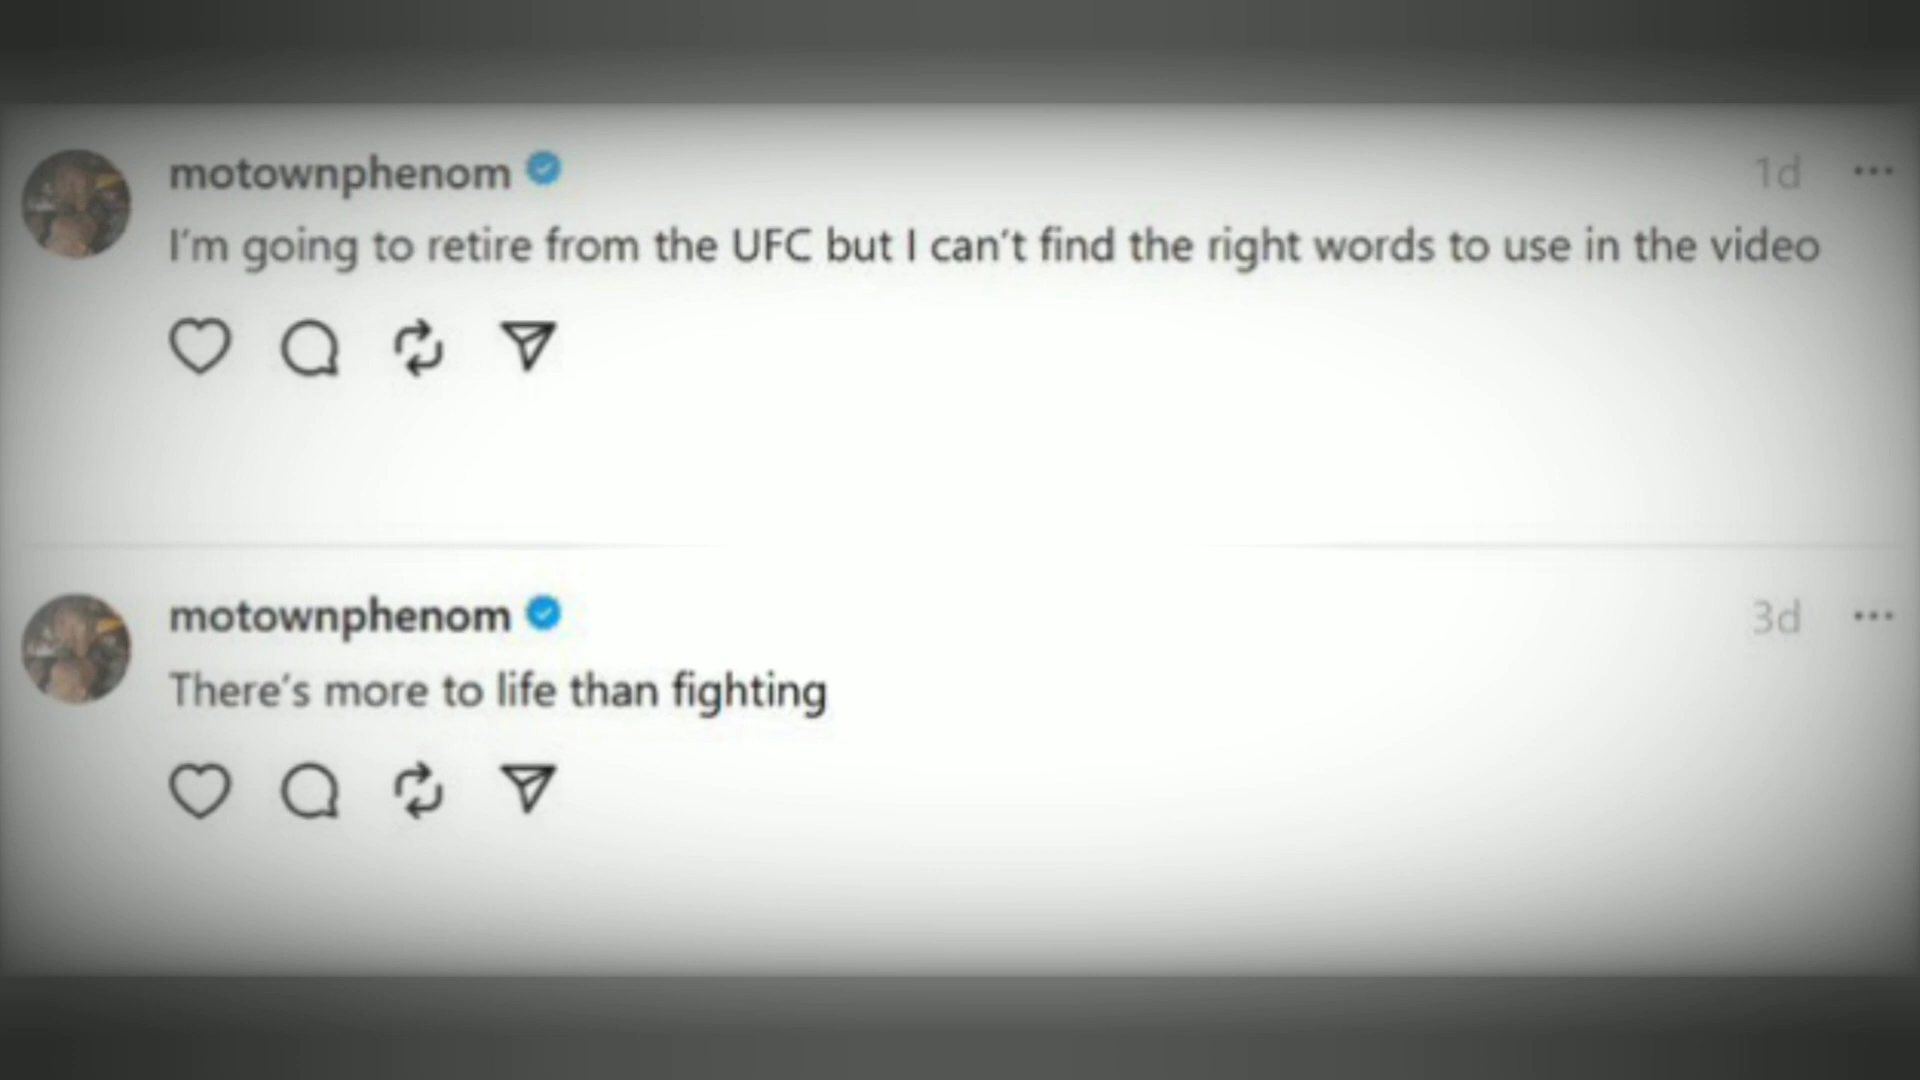 motownphenom 1d ...
I'm going to retire from the UFC but I can't find the right words to use in the video
motownphenom 3d ...
There's more to life than fighting